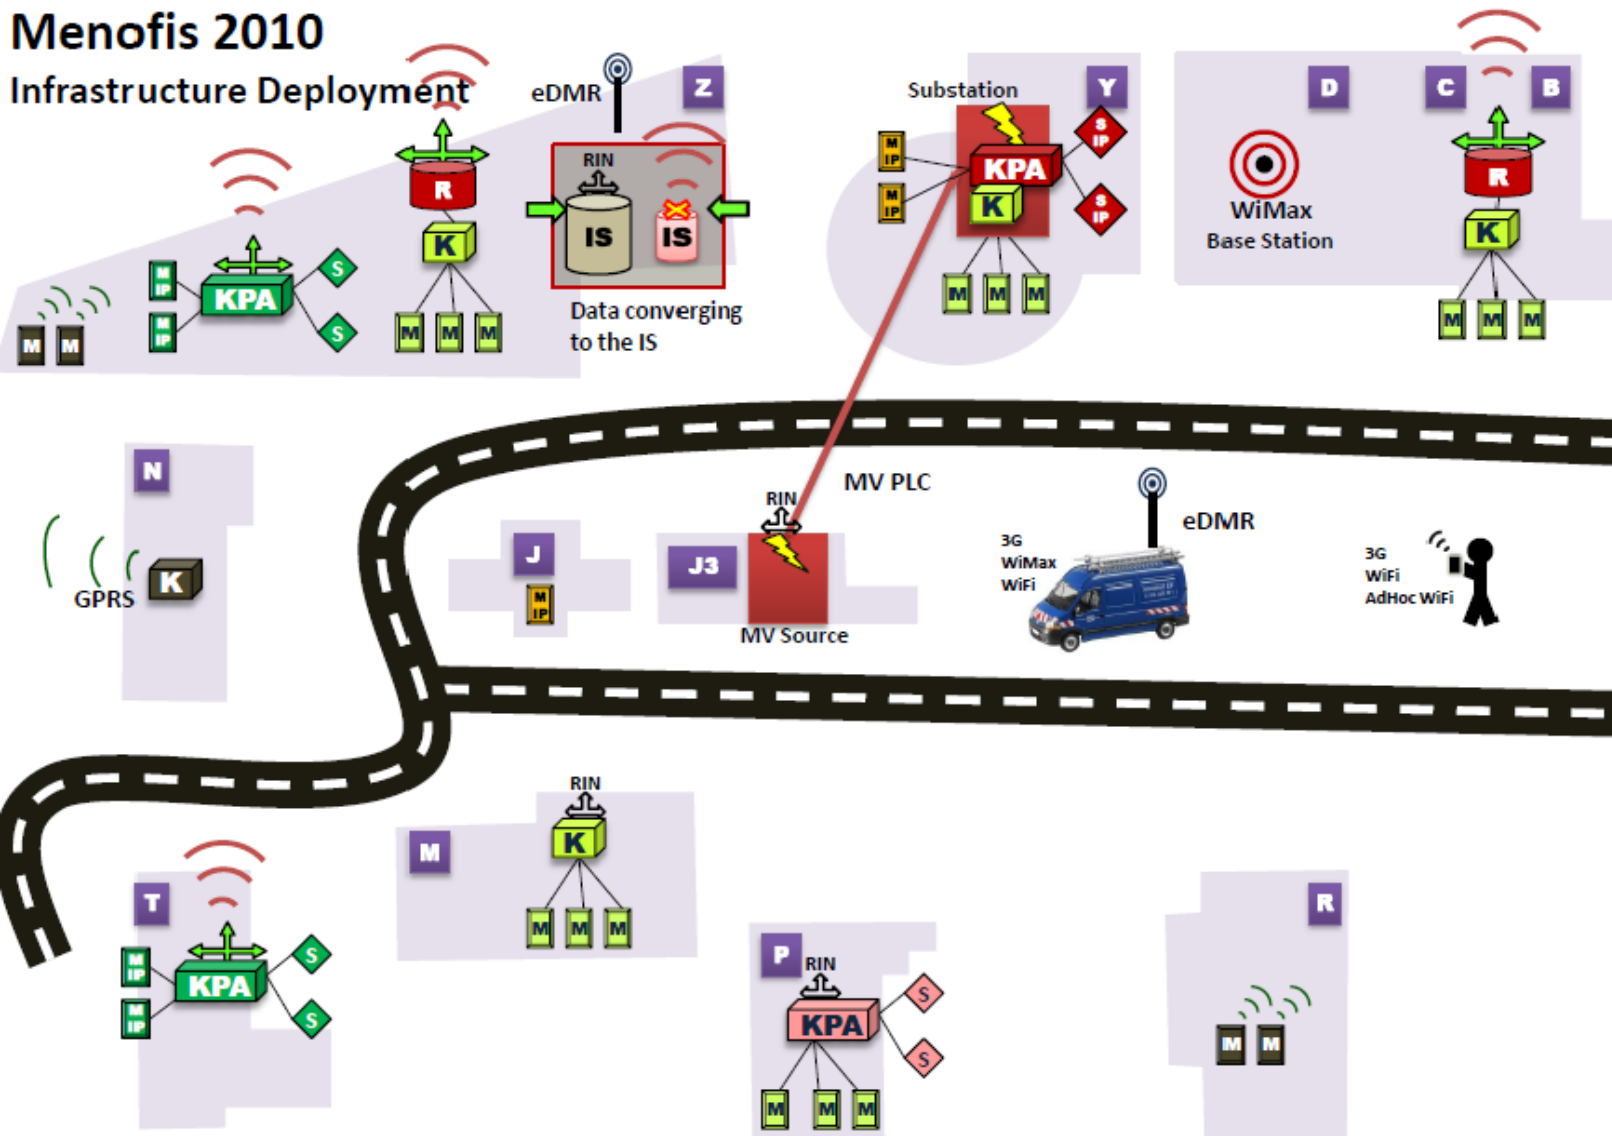 Menofis 2010
Infrastructure Deployment
eDMR
Z
RIN
IS
IS
Data converging
to the IS
R
K
M
M
M
M
IP
M
IP
KPA
S
S
M
M
Substation
Y
M
IP
M
IP
KPA
K
S
IP
S
IP
M
M
M
D
C
B
WiMax
Base Station
R
K
M
M
M
N
GPRS
K
J
M
IP
J3
RIN
MV PLC
MV Source
3G
WiMax
WiFi
eDMR
3G
WiFi
AdHoc WiFi
T
M
IP
M
IP
KPA
S
S
M
RIN
K
M
M
M
P
RIN
KPA
S
S
M
M
M
R
M
M